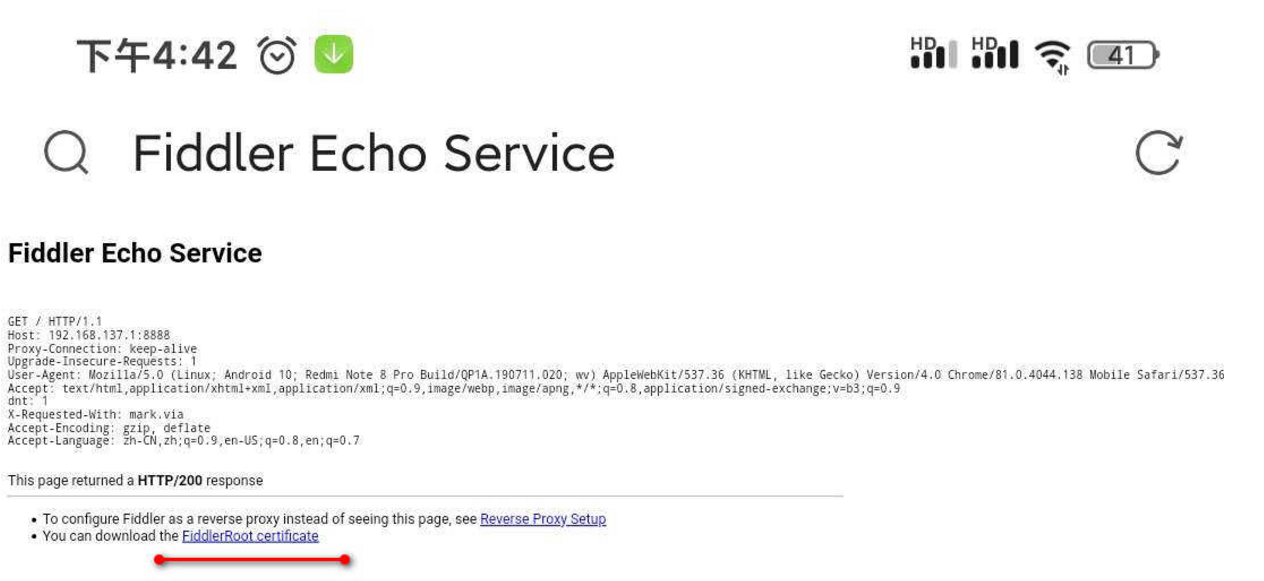 下午4:42 HD HD 41
Fiddler Echo Service
Fiddler Echo Service
GET / HTTP/1.1
Host: 192.168.137.1:8888
Proxy-Connection: keep-alive
Upgrade-Insecure-Requests: 1
User-Agent: Mozilla/5.0 (Linux; Android 10; Redmi Note 8 Pro Build/QP1A.190711.020; wv) AppleWebKit/537.36 (KHTML, like Gecko) Version/4.0 Chrome/81.0.4044.138 Mobile Safari/537.36
Accept: text/html,application/xhtml+xml,application/xml;q=0.9,image/webp,image/apng,*/*;q=0.8,application/signed-exchange;v=b3;q=0.9
dnt: 1
X-Requested-With: mark.via
Accept-Encoding: gzip, deflate
Accept-Language: zh-CN,zh;q=0.9,en-US;q=0.8,en;q=0.7
This page returned a HTTP/200 response
• To configure Fiddler as a reverse proxy instead of seeing this page, see Reverse Proxy Setup
• You can download the FiddlerRoot certificate